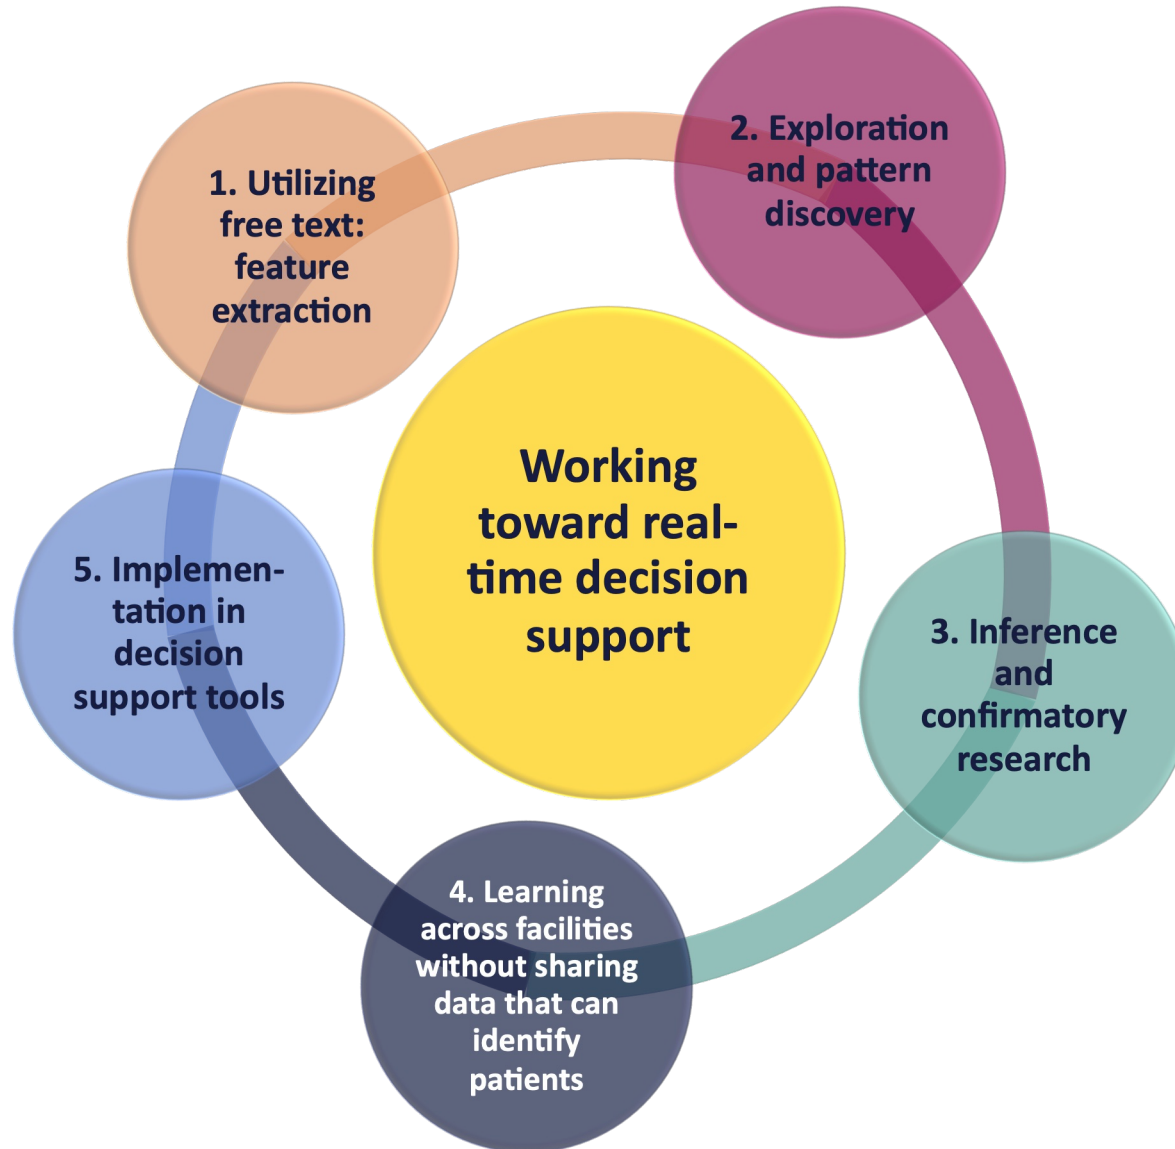 1. Utilizing
free text:
feature
extraction
2. Exploration
and pattern
discovery
3. Inference
and
confirmatory
research
4. Learning
across facilities
without sharing
data that can
identify
patients
5. Implemen-
tation in
decision
support tools
Working
toward real-
time decision
support